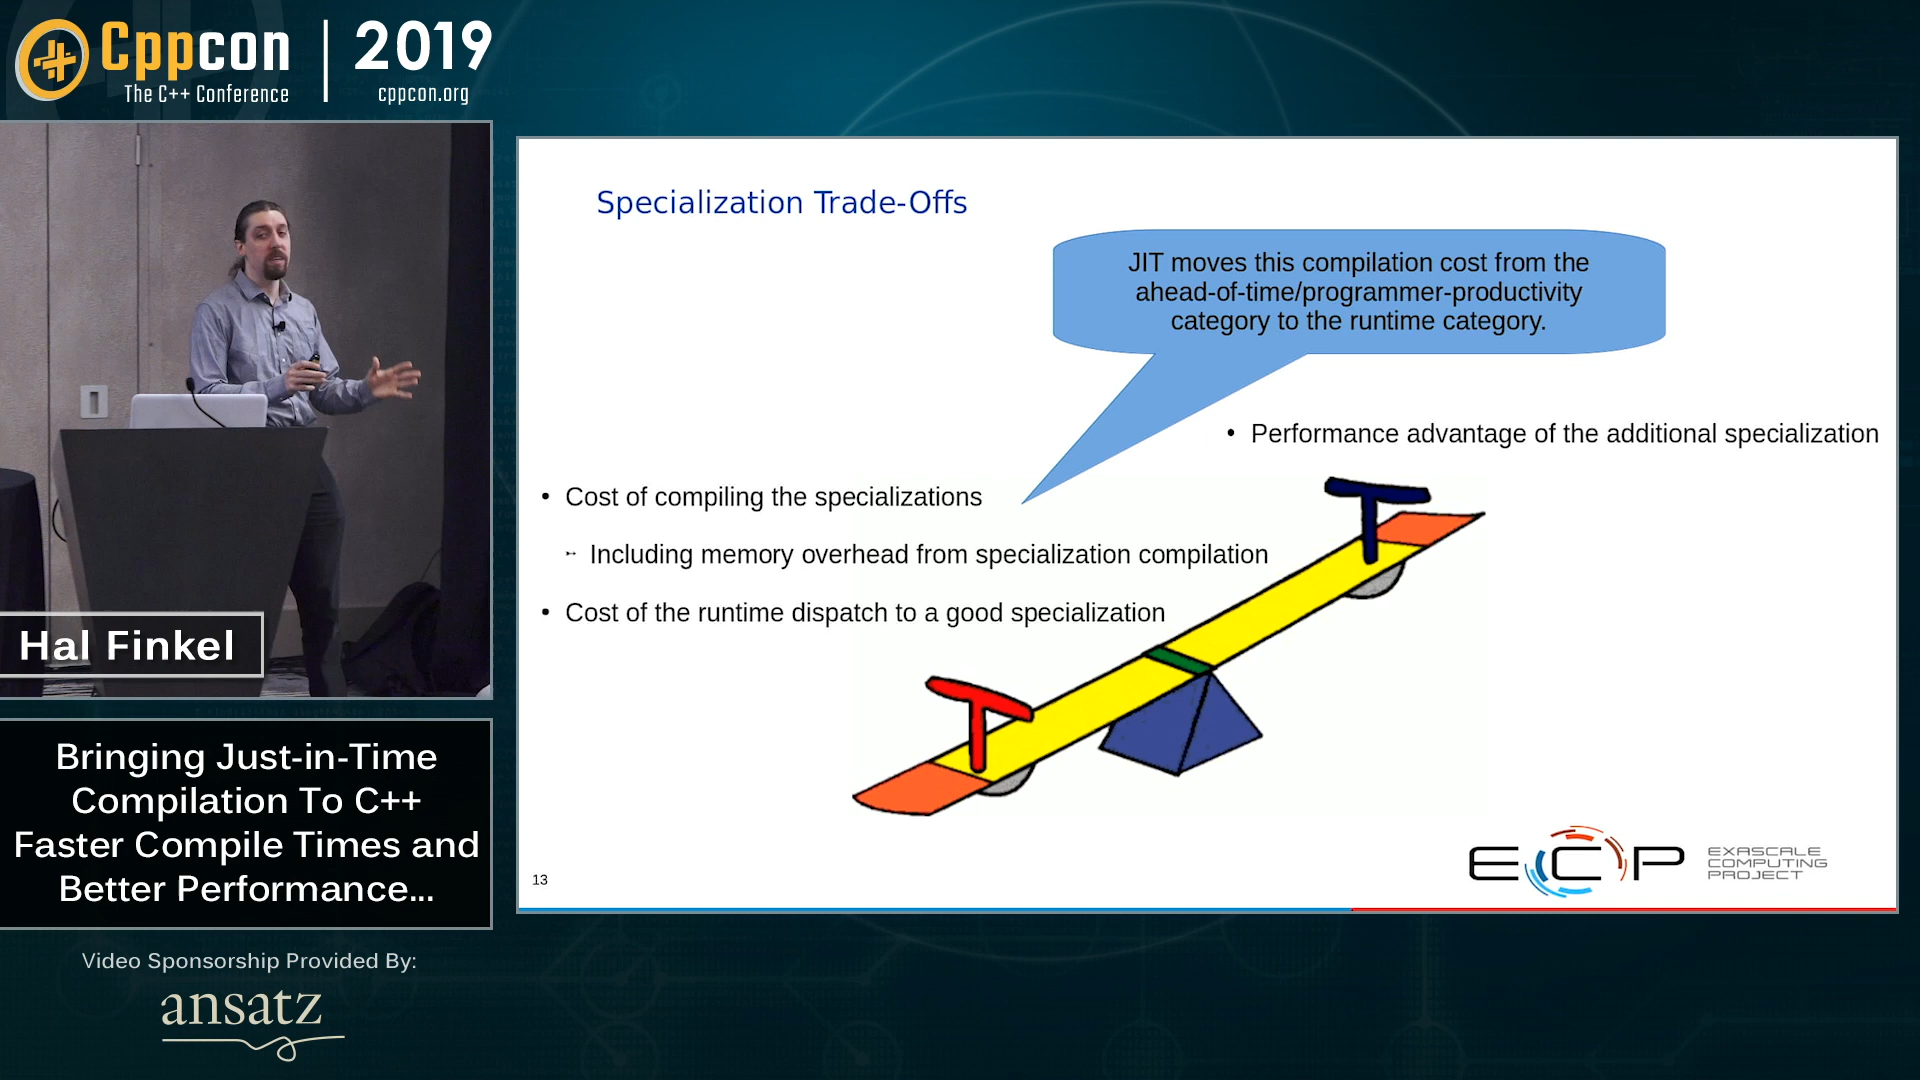 Cppcon
The C++ Conference
2019
cppcon.org
Specialization Trade-Offs
JIT moves this compilation cost from the
ahead-of-time/programmer-productivity
category to the runtime category.
• Performance advantage of the additional specialization
• Cost of compiling the specializations
Including memory overhead from specialization compilation
• Cost of the runtime dispatch to a good specialization
13
ECP
EXASCALE
COMPUTING
PROJECT
Hal Finkel
Bringing Just-in-Time
Compilation To C++
Faster Compile Times and
Better Performance...
Video Sponsorship Provided By:
ansatz